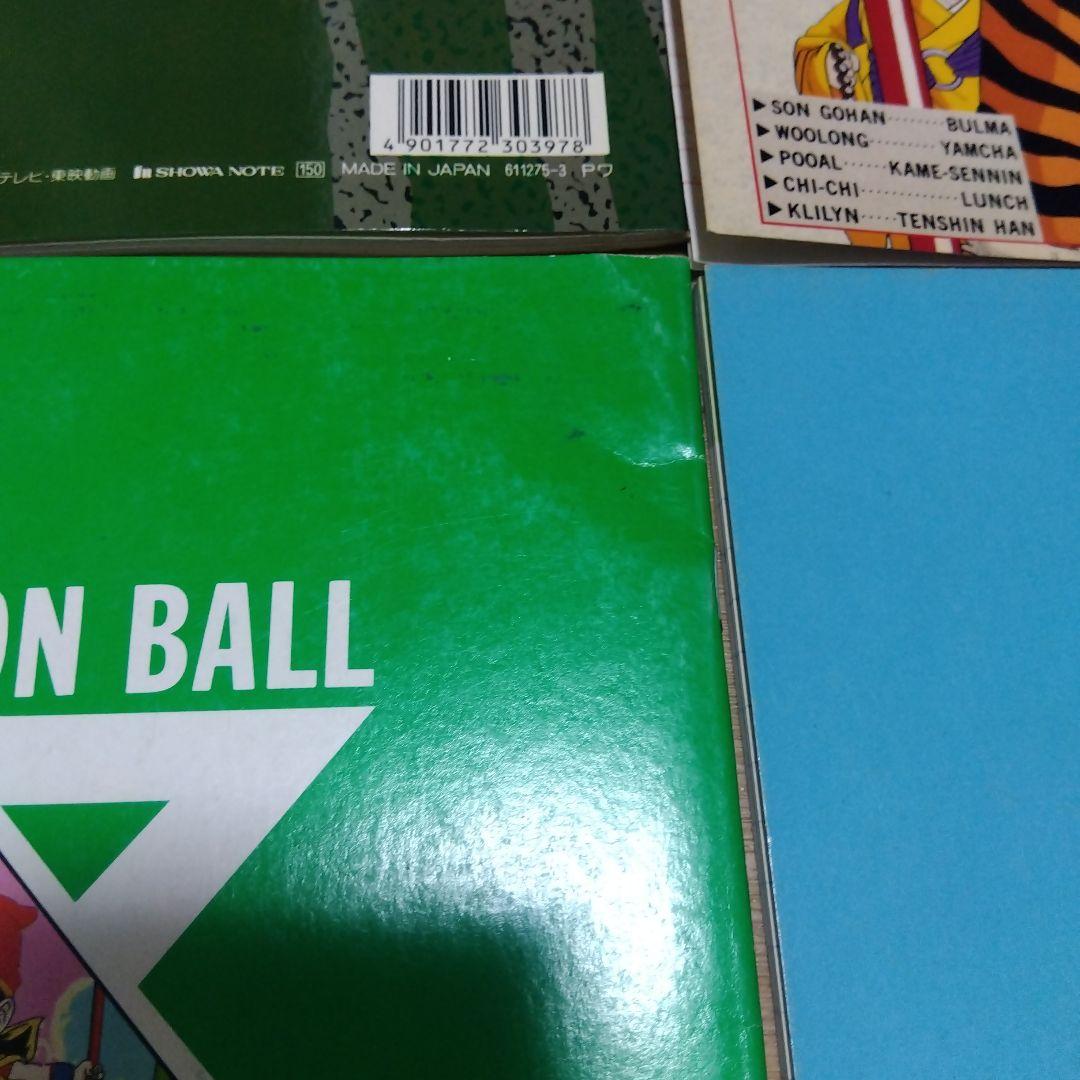 4 901772 303978
テレビ・東映動画 SHOWA NOTE 150 MADE IN JAPAN 611275-3 Pワ
▶SON GOHAN········BULMA
▶WOOLONG··········YAMCHA
▶POOAL······KAME-SENNIN
▶CHI-CHI··············LUNCH
▶KLILYN·····TENSHIN HAN
ON BALL